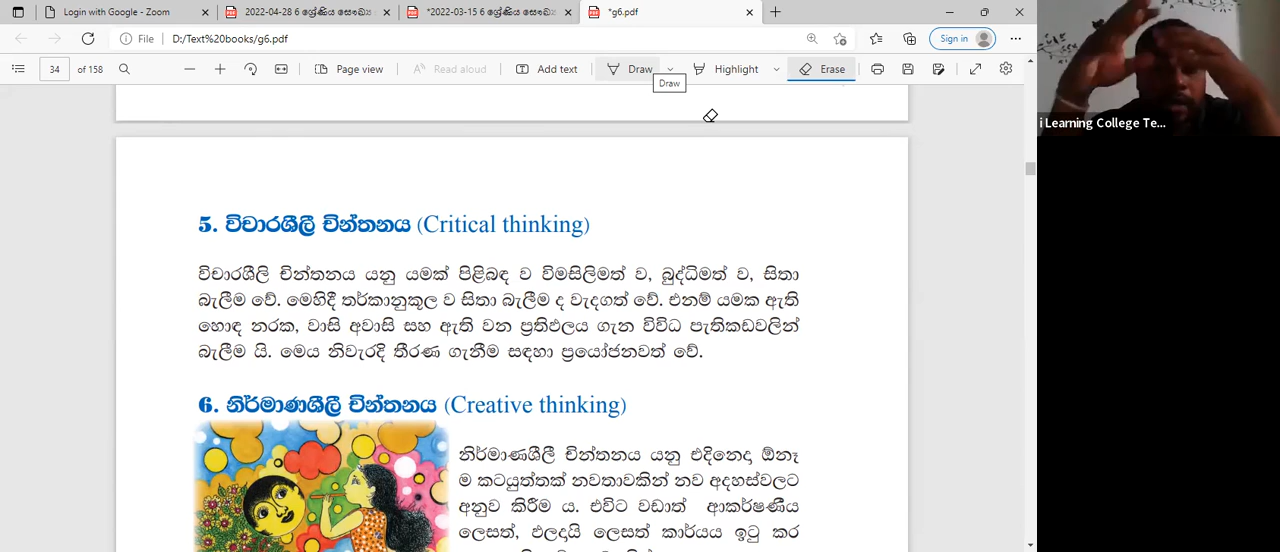 Login with Google - Zoom
2022-04-28 6 ශ්‍රේණිය සෞඛ්‍ය
*2022-03-15 6 ශ්‍රේණිය සෞඛ්‍ය
*g6.pdf
File D:/Text%20books/g6.pdf
Sign in
34 of 158
Page view
Read aloud
Add text
Draw
Highlight
Erase
Draw
i Learning College Te...
5. විචාරශීලී චින්තනය (Critical thinking)
විචාරශීලි චින්තනය යනු යමක් පිළිබඳ ව විමසිලිමත් ව, බුද්ධිමත් ව, සිතා
බැලීම වේ. මෙහිදී තර්කානුකූල ව සිතා බැලීම ද වැදගත් වේ. එනම් යමක ඇති
හොඳ නරක, වාසි අවාසි සහ ඇති වන ප්‍රතිඵලය ගැන විවිධ පැතිකඩවලින්
බැලීම යි. මෙය නිවැරදි තීරණ ගැනීම සඳහා ප්‍රයෝජනවත් වේ.
6. නිර්මාණශීලී චින්තනය (Creative thinking)
නිර්මාණශීලී චින්තනය යනු එදිනෙදා ඕනෑ
ම කටයුත්තක් නවතාවකින් නව අදහස්වලට
අනුව කිරීම ය. එවිට වඩාත් ආකර්ෂණීය
ලෙසත්, ඵලදායි ලෙසත් කාර්යය ඉටු කර